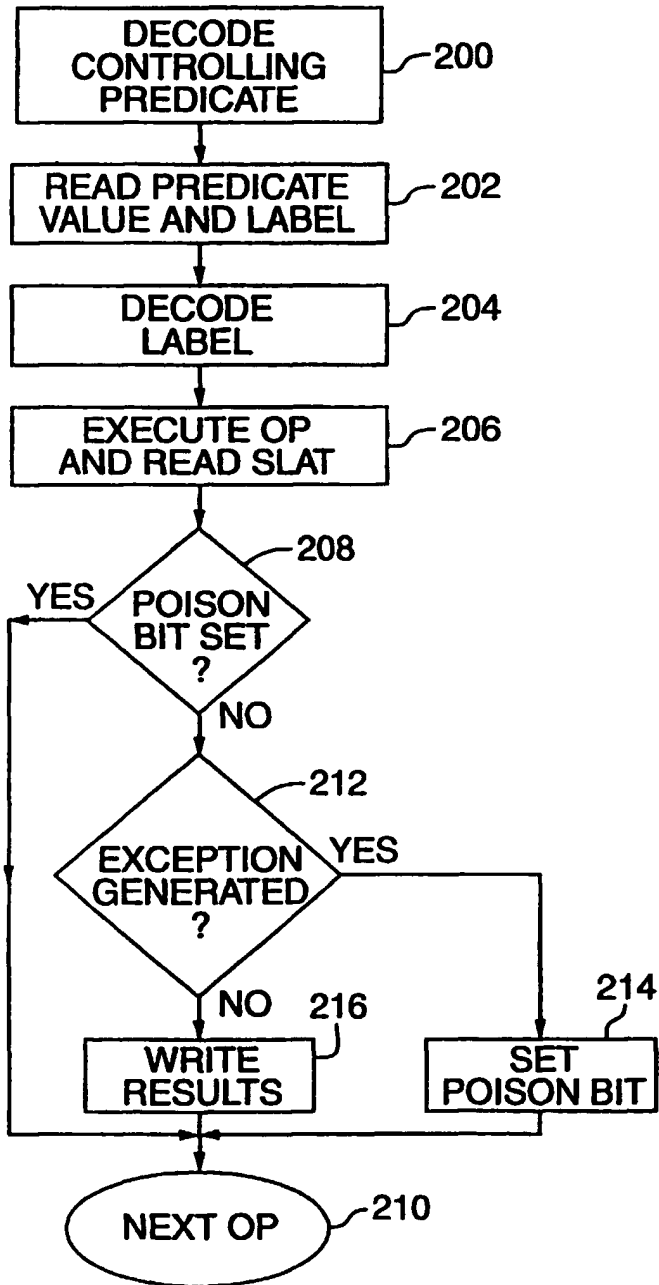 DECODE
CONTROLLING
PREDICATE
200
READ PREDICATE
VALUE AND LABEL
202
DECODE
LABEL
204
EXECUTE OP
AND READ SLAT
206
208
YES
POISON
BIT SET
?
NO
212
EXCEPTION
GENERATED
?
YES
NO
216
WRITE
RESULTS
214
SET
POISON BIT
NEXT OP
210